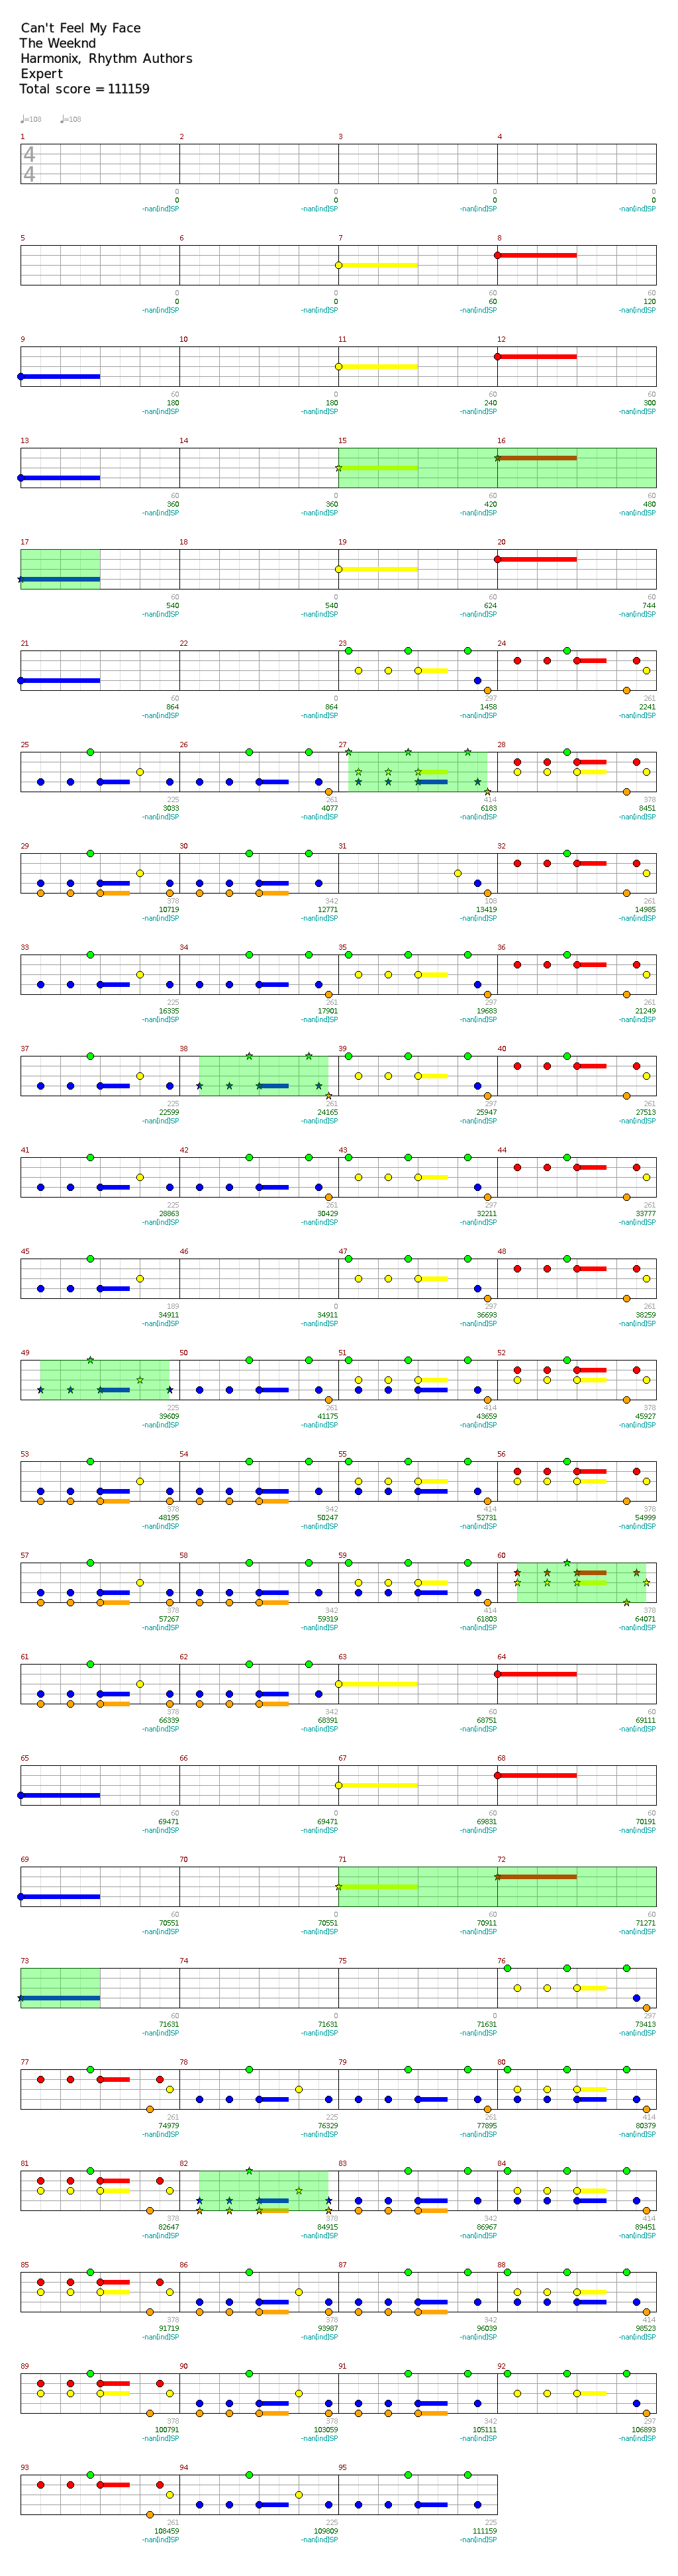 Can't Feel My Face
The Weeknd
Harmonix, Rhythm Authors
Expert
Total score = 111159
♩=108 ♩=108
1 2 3 4
4
4
0 0 0 0
0 0 0 0
-nan(ind)SP -nan(ind)SP -nan(ind)SP -nan(ind)SP
5 6 7 8
0 0 60 60
0 0 60 120
-nan(ind)SP -nan(ind)SP -nan(ind)SP -nan(ind)SP
9 10 11 12
60 0 60 60
180 180 240 300
-nan(ind)SP -nan(ind)SP -nan(ind)SP -nan(ind)SP
13 14 15 16
60 0 60 60
360 360 420 480
-nan(ind)SP -nan(ind)SP -nan(ind)SP -nan(ind)SP
17 18 19 20
60 0 60 60
540 540 624 744
-nan(ind)SP -nan(ind)SP -nan(ind)SP -nan(ind)SP
21 22 23 24
60 0 297 261
864 864 1458 2241
-nan(ind)SP -nan(ind)SP -nan(ind)SP -nan(ind)SP
25 26 27 28
225 261 414 378
3033 4077 6183 8451
-nan(ind)SP -nan(ind)SP -nan(ind)SP -nan(ind)SP
29 30 31 32
378 342 108 261
10719 12771 13419 14985
-nan(ind)SP -nan(ind)SP -nan(ind)SP -nan(ind)SP
33 34 35 36
225 261 297 261
16335 17901 19683 21249
-nan(ind)SP -nan(ind)SP -nan(ind)SP -nan(ind)SP
37 38 39 40
225 261 297 261
22599 24165 25947 27513
-nan(ind)SP -nan(ind)SP -nan(ind)SP -nan(ind)SP
41 42 43 44
225 261 297 261
28863 30429 32211 33777
-nan(ind)SP -nan(ind)SP -nan(ind)SP -nan(ind)SP
45 46 47 48
189 0 297 261
34911 34911 36693 38259
-nan(ind)SP -nan(ind)SP -nan(ind)SP -nan(ind)SP
49 50 51 52
225 261 414 378
39609 41175 43659 45927
-nan(ind)SP -nan(ind)SP -nan(ind)SP -nan(ind)SP
53 54 55 56
378 342 414 378
48195 50247 52731 54999
-nan(ind)SP -nan(ind)SP -nan(ind)SP -nan(ind)SP
57 58 59 60
378 342 414 378
57267 59319 61803 64071
-nan(ind)SP -nan(ind)SP -nan(ind)SP -nan(ind)SP
61 62 63 64
378 342 60 60
66339 68391 68751 69111
-nan(ind)SP -nan(ind)SP -nan(ind)SP -nan(ind)SP
65 66 67 68
60 0 60 60
69471 69471 69831 70191
-nan(ind)SP -nan(ind)SP -nan(ind)SP -nan(ind)SP
69 70 71 72
60 0 60 60
70551 70551 70911 71271
-nan(ind)SP -nan(ind)SP -nan(ind)SP -nan(ind)SP
73 74 75 76
60 0 0 297
71631 71631 71631 73413
-nan(ind)SP -nan(ind)SP -nan(ind)SP -nan(ind)SP
77 78 79 80
261 225 261 414
74979 76329 77895 80379
-nan(ind)SP -nan(ind)SP -nan(ind)SP -nan(ind)SP
81 82 83 84
378 378 342 414
82647 84915 86967 89451
-nan(ind)SP -nan(ind)SP -nan(ind)SP -nan(ind)SP
85 86 87 88
378 378 342 414
91719 93987 96039 98523
-nan(ind)SP -nan(ind)SP -nan(ind)SP -nan(ind)SP
89 90 91 92
378 378 342 297
100791 103059 105111 106893
-nan(ind)SP -nan(ind)SP -nan(ind)SP -nan(ind)SP
93 94 95
261 225 225
108459 109809 111159
-nan(ind)SP -nan(ind)SP -nan(ind)SP